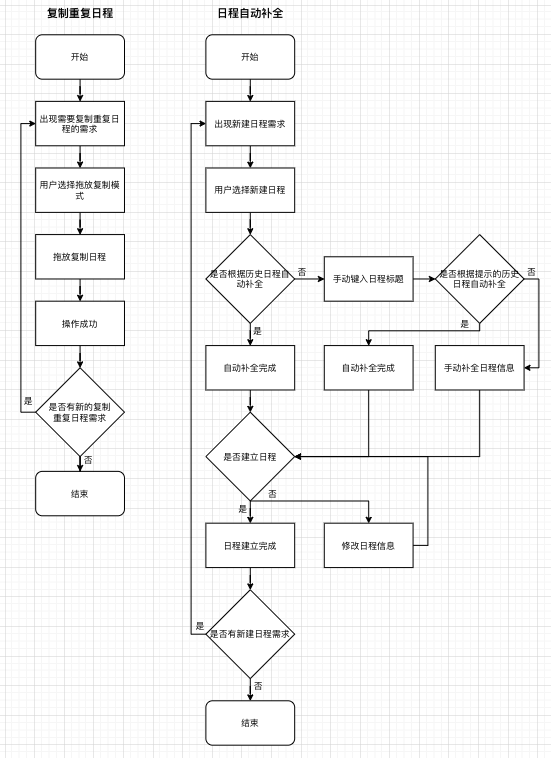 复制重复日程
开始
出现需要复制重复日
程的需求
用户选择拖放复制模
式
拖放复制日程
操作成功
是否有新的复制
重复日程需求
是
否
结束
日程自动补全
开始
出现新建日程需求
用户选择新建日程
是否根据历史日程自
动补全
否
手动键入日程标题
是否根据提示的历史
日程自动补全
否
是
是
自动补全完成
自动补全完成
手动补全日程信息
是否建立日程
否
是
日程建立完成
修改日程信息
是否有新建日程需求
是
否
结束